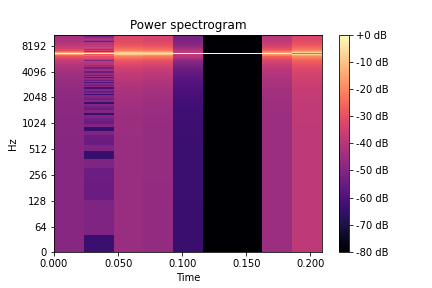 Power spectrogram
8192
4096
2048
1024
512
256
128
64
0
Hz
0.000 0.050 0.100 0.150 0.200
Time
+0 dB
-10 dB
-20 dB
-30 dB
-40 dB
-50 dB
-60 dB
-70 dB
-80 dB